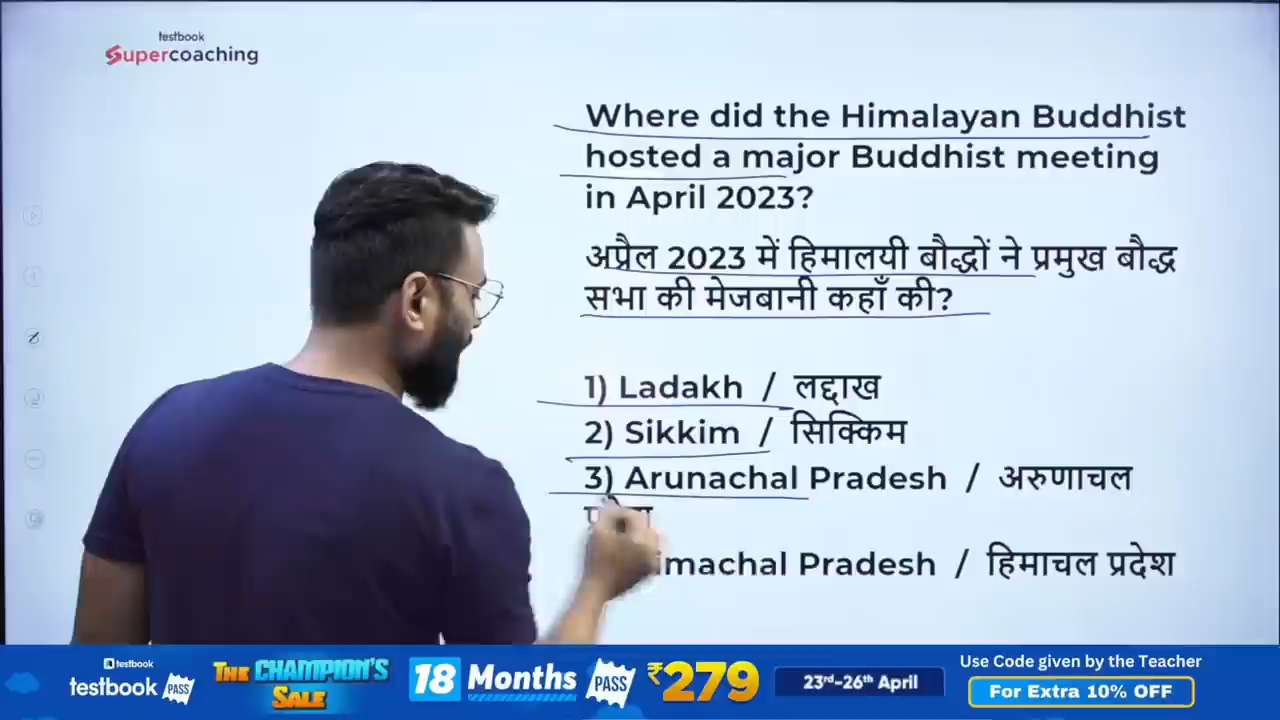 testbook
Supercoaching
Where did the Himalayan Buddhist
hosted a major Buddhist meeting
in April 2023?
अप्रैल 2023 में हिमालयी बौद्धों ने प्रमुख बौद्ध
सभा की मेजबानी कहाँ की?
1) Ladakh / लद्दाख
2) Sikkim / सिक्किम
3) Arunachal Pradesh / अरुणाचल
imachal Pradesh / हिमाचल प्रदेश
testbook
testbook PASS
THE CHAMPION'S
SALE
18 Months PASS ₹279
23rd-26th April
Use Code given by the Teacher
For Extra 10% OFF